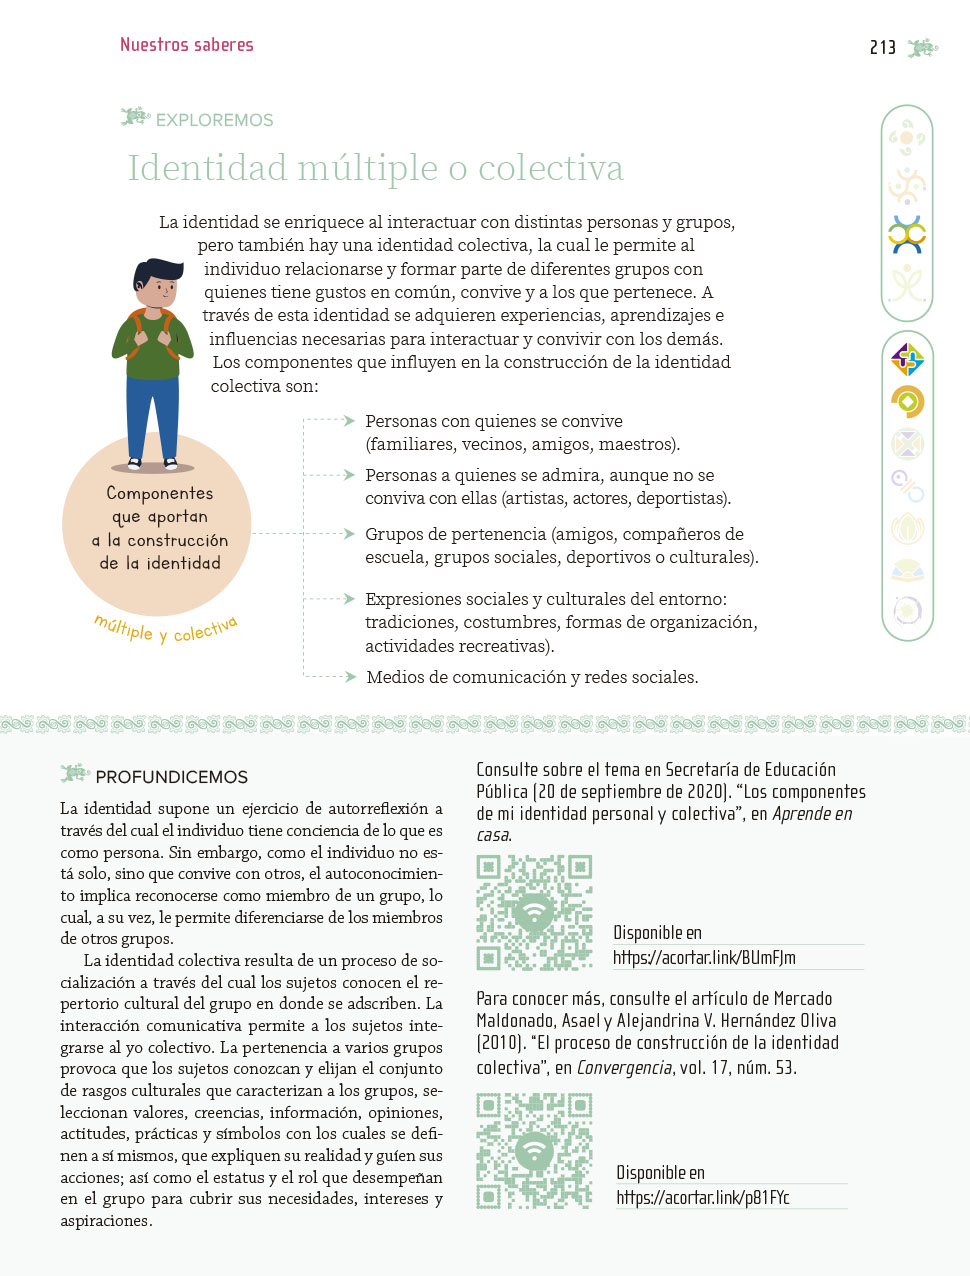 Nuestros saberes
213
EXPLOREMOS
Identidad múltiple o colectiva
La identidad se enriquece al interactuar con distintas personas y grupos,
pero también hay una identidad colectiva, la cual le permite al
individuo relacionarse y formar parte de diferentes grupos con
quienes tiene gustos en común, convive y a los que pertenece. A
través de esta identidad se adquieren experiencias, aprendizajes e
influencias necesarias para interactuar y convivir con los demás.
Los componentes que influyen en la construcción de la identidad
colectiva son:
Componentes
que aportan
a la construcción
de la identidad
múltiple y colectiva
Personas con quienes se convive
(familiares, vecinos, amigos, maestros).
Personas a quienes se admira, aunque no se
conviva con ellas (artistas, actores, deportistas).
Grupos de pertenencia (amigos, compañeros de
escuela, grupos sociales, deportivos o culturales).
Expresiones sociales y culturales del entorno:
tradiciones, costumbres, formas de organización,
actividades recreativas).
Medios de comunicación y redes sociales.
PROFUNDICEMOS
La identidad supone un ejercicio de autorreflexión a
través del cual el individuo tiene conciencia de lo que es
como persona. Sin embargo, como el individuo no es-
tá solo, sino que convive con otros, el autoconocimien-
to implica reconocerse como miembro de un grupo, lo
cual, a su vez, le permite diferenciarse de los miembros
de otros grupos.
La identidad colectiva resulta de un proceso de so-
cialización a través del cual los sujetos conocen el re-
pertorio cultural del grupo en donde se adscriben. La
interacción comunicativa permite a los sujetos inte-
grarse al yo colectivo. La pertenencia a varios grupos
provoca que los sujetos conozcan y elijan el conjunto
de rasgos culturales que caracterizan a los grupos, se-
leccionan valores, creencias, información, opiniones,
actitudes, prácticas y símbolos con los cuales se defi-
nen a sí mismos, que expliquen su realidad y guíen sus
acciones; así como el estatus y el rol que desempeñan
en el grupo para cubrir sus necesidades, intereses y
aspiraciones.
Consulte sobre el tema en Secretaría de Educación
Pública (20 de septiembre de 2020). “Los componentes
de mi identidad personal y colectiva”, en Aprende en
casa.
Disponible en
https://acortar.link/BUmFJm
Para conocer más, consulte el artículo de Mercado
Maldonado, Asael y Alejandrina V. Hernández Oliva
(2010). “El proceso de construcción de la identidad
colectiva”, en Convergencia, vol. 17, núm. 53.
Disponible en
https://acortar.link/p81FYc